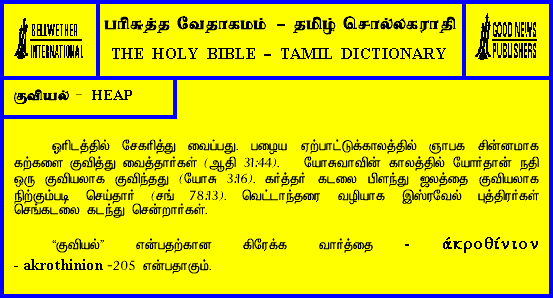 BELLWETHER
INTERNATIONAL
பரிசுத்த வேதாகமம் - தமிழ் சொல்லகராதி
THE HOLY BIBLE - TAMIL DICTIONARY
GOOD NEWS
PUBLISHERS
குவியல் - HEAP
ஓரிடத்தில் சேகரித்து வைப்பது. பழைய ஏற்பாட்டுக்காலத்தில் ஞாபக சின்னமாக
கற்களை குவித்து வைத்தார்கள் (ஆதி 31:44). யோசுவாவின் காலத்தில் யோர்தான் நதி
ஒரு குவியலாக குவிந்தது (யோசு 3:16). கர்த்தர் கடலை பிளந்து ஜலத்தை குவியலாக
நிற்கும்படி செய்தார் (சங் 78:13). வெட்டாந்தரை வழியாக இஸ்ரவேல் புத்திரர்கள்
செங்கடலை கடந்து சென்றார்கள்.
"குவியல்" என்பதற்கான கிரேக்க வார்த்தை - ἀκροθίνιον
- akrothinion -205 என்பதாகும்.